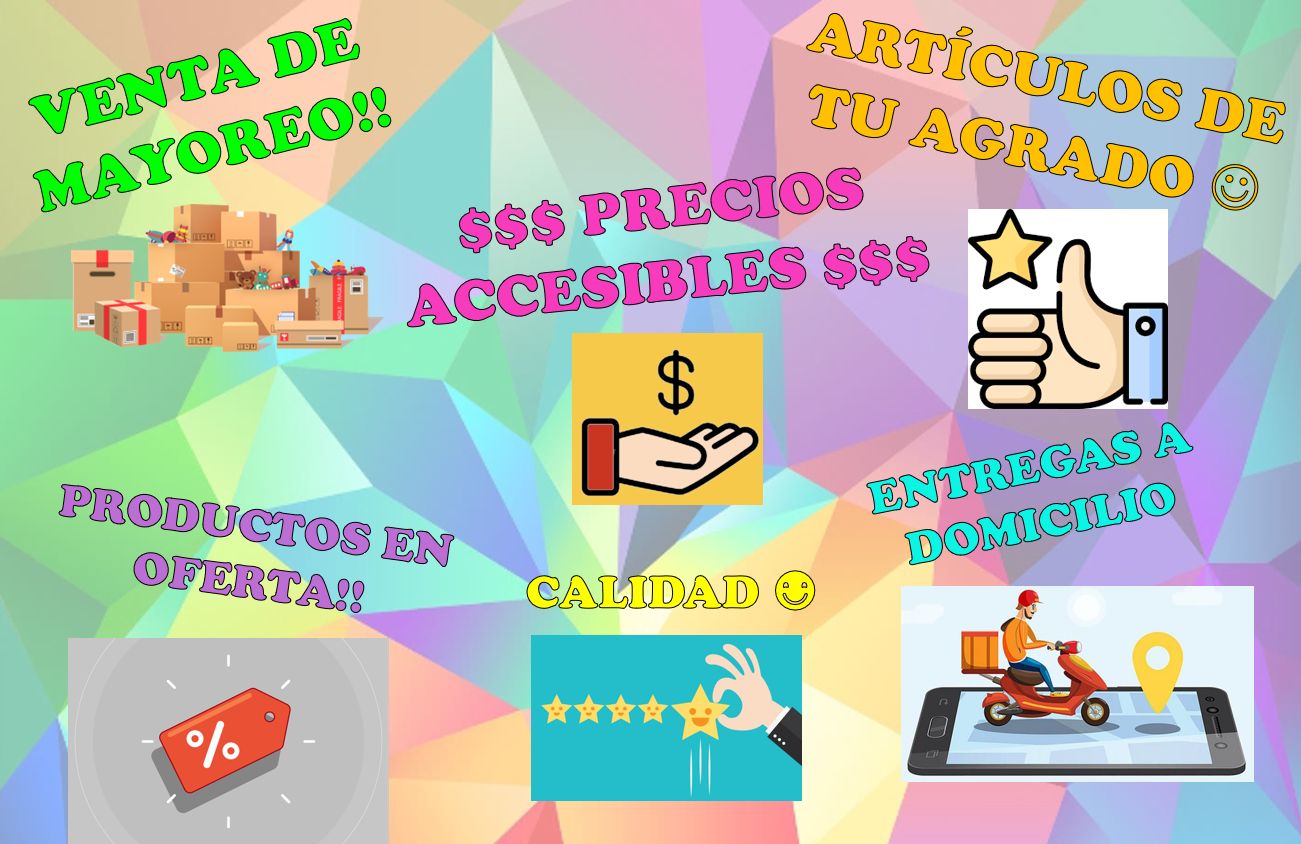 VENTA DE
MAYOREO!!
ARTÍCULOS DE
TU AGRADO ☺
$$$ PRECIOS
ACCESIBLES $$$
$
ENTREGAS A
DOMICILIO
PRODUCTOS EN
OFERTA!!
CALIDAD ☺
%